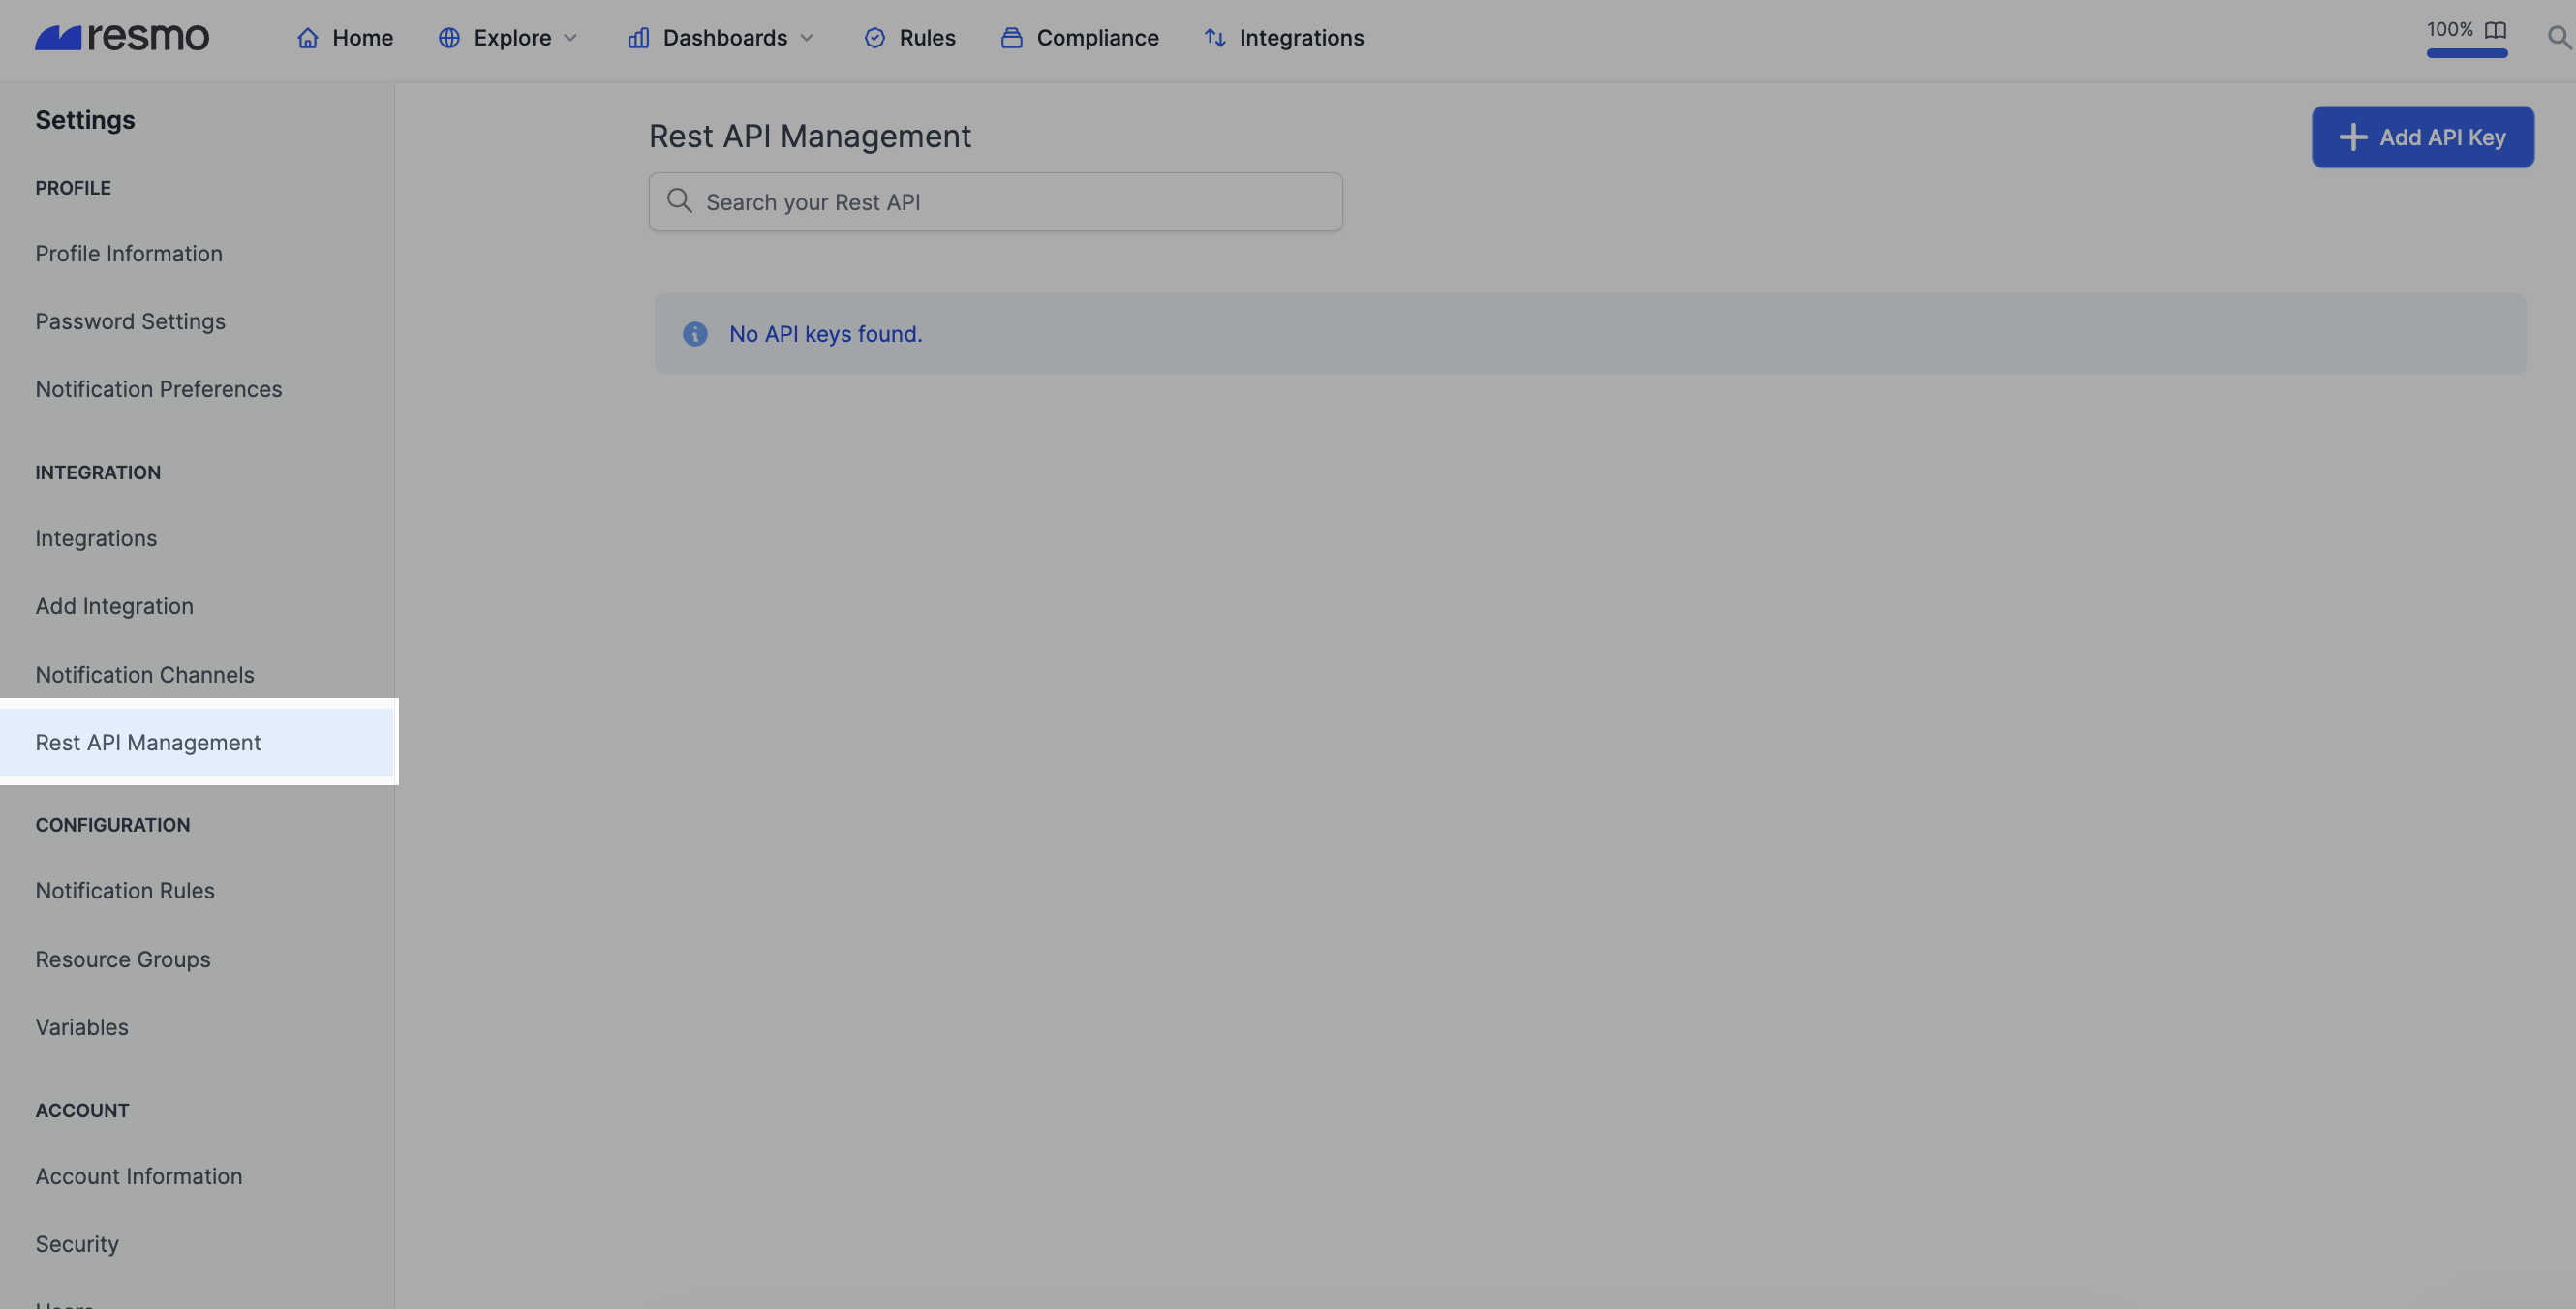 resmo
Home
Explore
Dashboards
Rules
Compliance
Integrations
100%
Settings
PROFILE
Profile Information
Password Settings
Notification Preferences
INTEGRATION
Integrations
Add Integration
Notification Channels
Rest API Management
CONFIGURATION
Notification Rules
Resource Groups
Variables
ACCOUNT
Account Information
Security
Rest API Management
Add API Key
Search your Rest API
No API keys found.